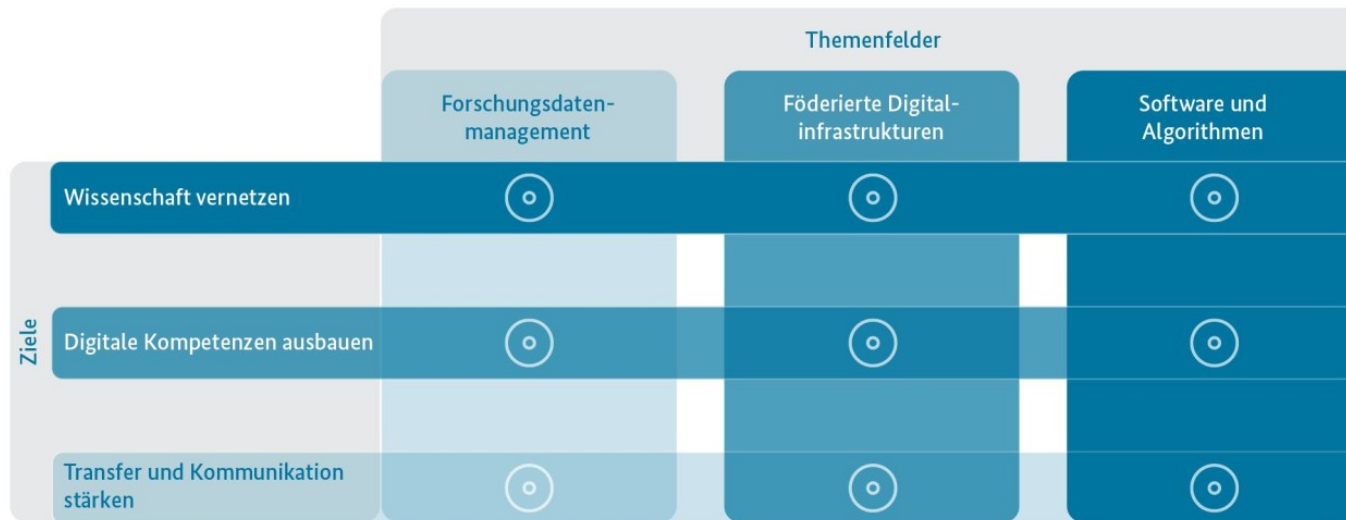 Themenfelder
Forschungsdaten-
management
Föderierte Digital-
infrastrukturen
Software und
Algorithmen
Ziele
Wissenschaft vernetzen
Digitale Kompetenzen ausbauen
Transfer und Kommunikation
stärken